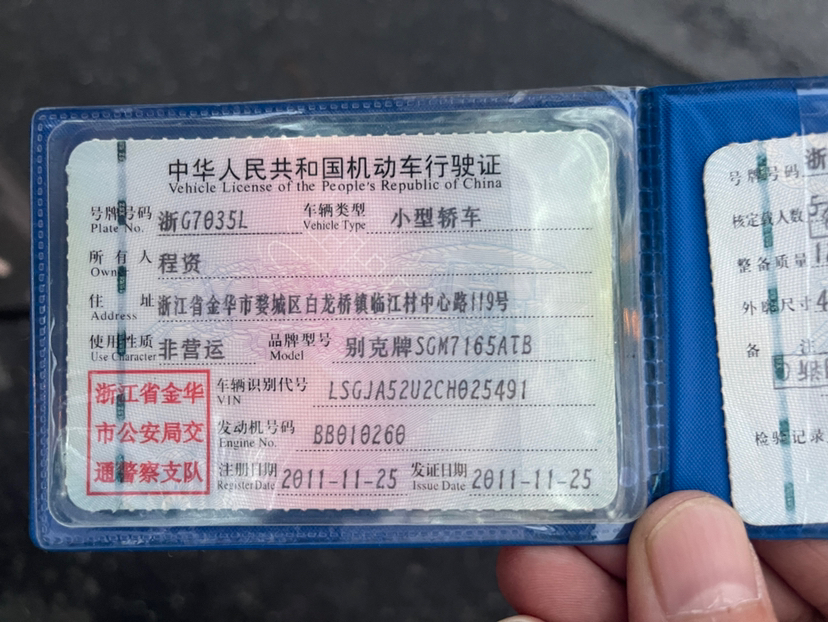 中华人民共和国机动车行驶证
Vehicle License of the People's Republic of China
号牌号码 浙G7035L 车辆类型 小型轿车
Plate No. Vehicle Type
所有人 程资
Owner
住址 浙江省金华市婺城区白龙桥镇临江村中心路119号
Address
使用性质 非营运 品牌型号 别克牌SGM7165ATB
Use Character Model
浙江省金华
市公安局交
通警察支队
车辆识别代号 LSGJA52U2CH025491
VIN
发动机号码 BB010260
Engine No.
注册日期 2011-11-25 发证日期 2011-11-25
Register Date Issue Date
号牌号码 浙
核定载人数 5
整备质量 1
外廓尺寸 4
备注
检验记录